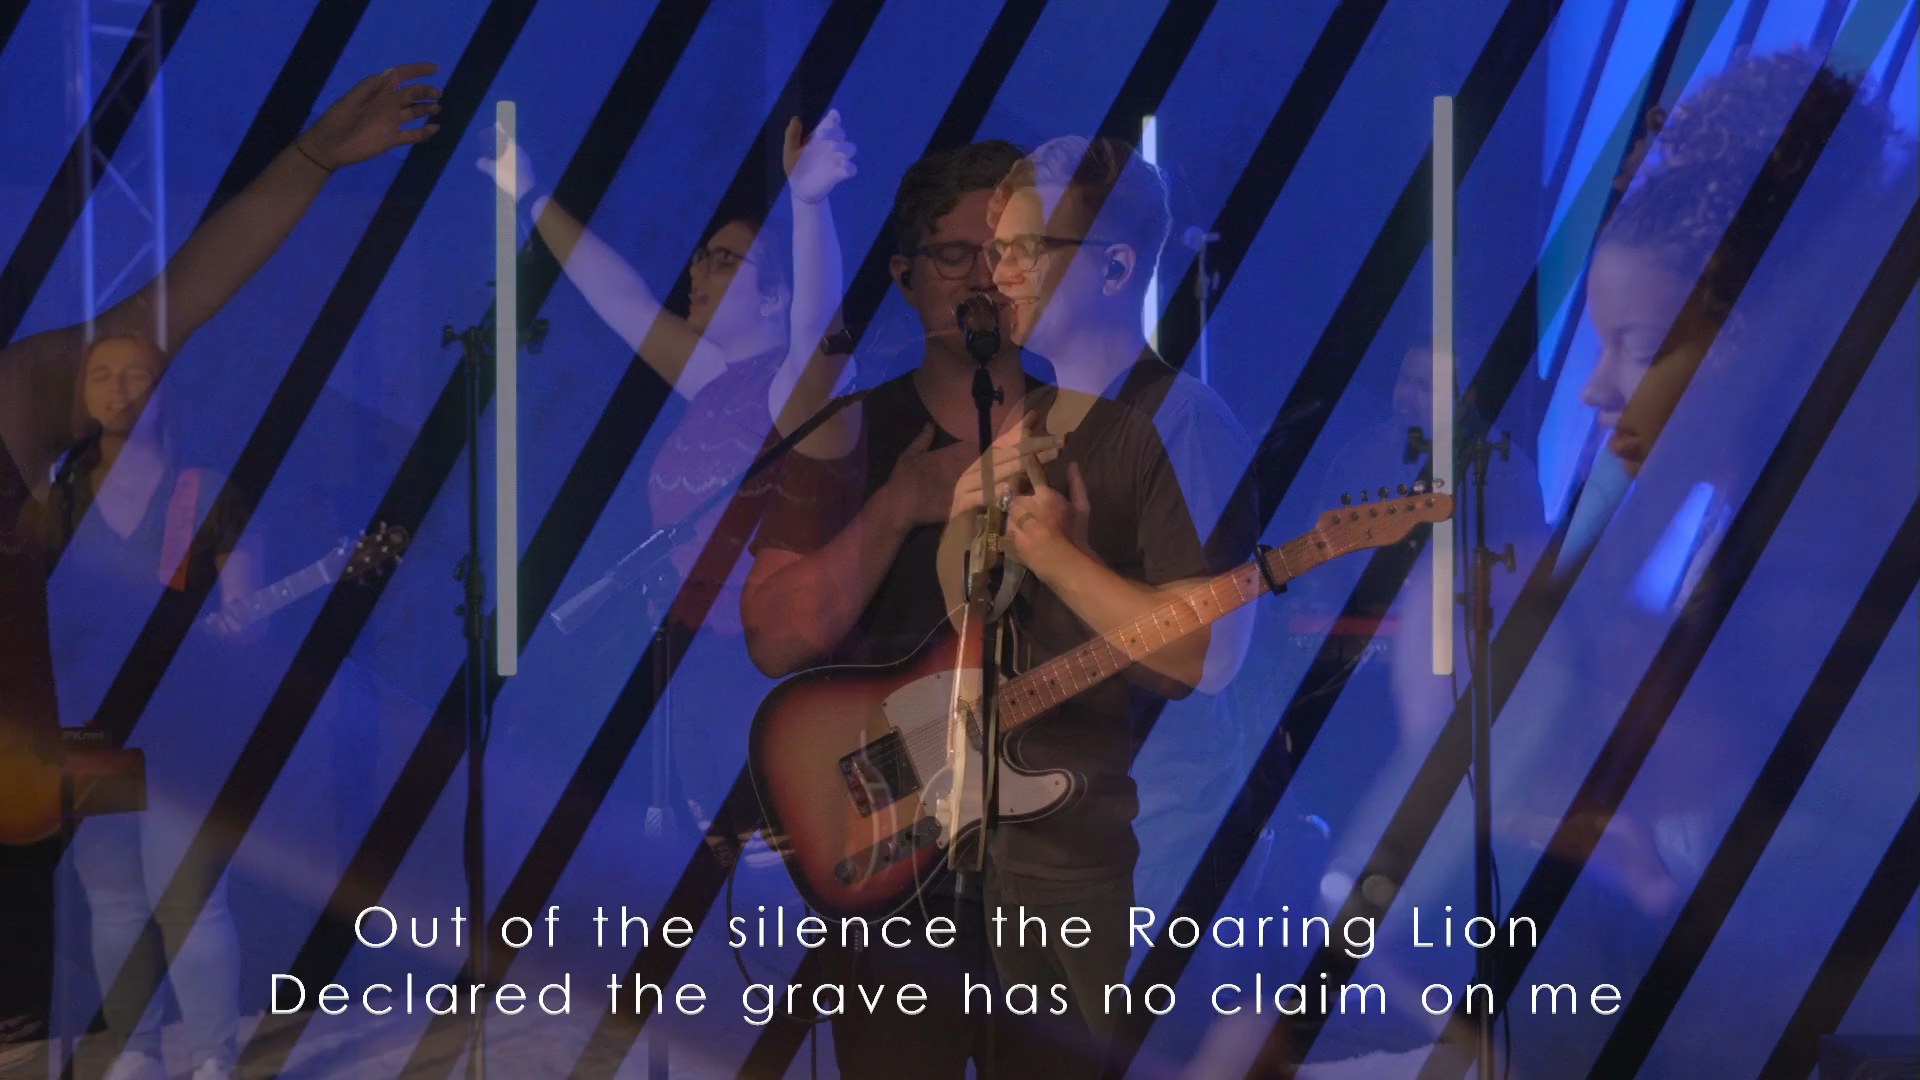 Out of the silence the Roaring Lion
Declared the grave has no claim on me